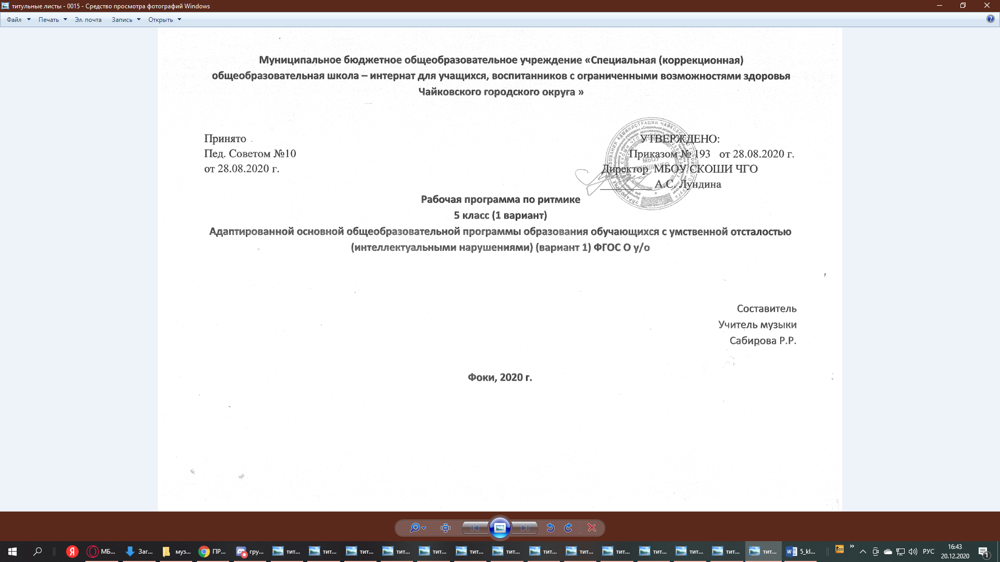 титульные листы - 0015 - Средство просмотра фотографий Windows
Файл Печать Эл. почта Запись Открыть
Муниципальное бюджетное общеобразовательное учреждение «Специальная (коррекционная)
общеобразовательная школа – интернат для учащихся, воспитанников с ограниченными возможностями здоровья
Чайковского городского округа »
Принято
Пед. Советом №10
от 28.08.2020 г.
УТВЕРЖДЕНО:
Приказом № 193 от 28.08.2020 г.
Директор МБОУ СКОШИ ЧГО
А.С. Лундина
МБОУ
СКОШИ ЧГО
Рабочая программа по ритмике
5 класс (1 вариант)
Адаптированной основной общеобразовательной программы образования обучающихся с умственной отсталостью
(интеллектуальными нарушениями) (вариант 1) ФГОС О у/о
Составитель
Учитель музыки
Сабирова Р.Р.
Фоки, 2020 г.
МБ... Заг... муз... ПР... гру... тит... тит... тит... тит... тит... тит... тит... тит... тит... тит... тит... тит... тит... тит... 5_kl...
РУС
16:43
20.12.2020